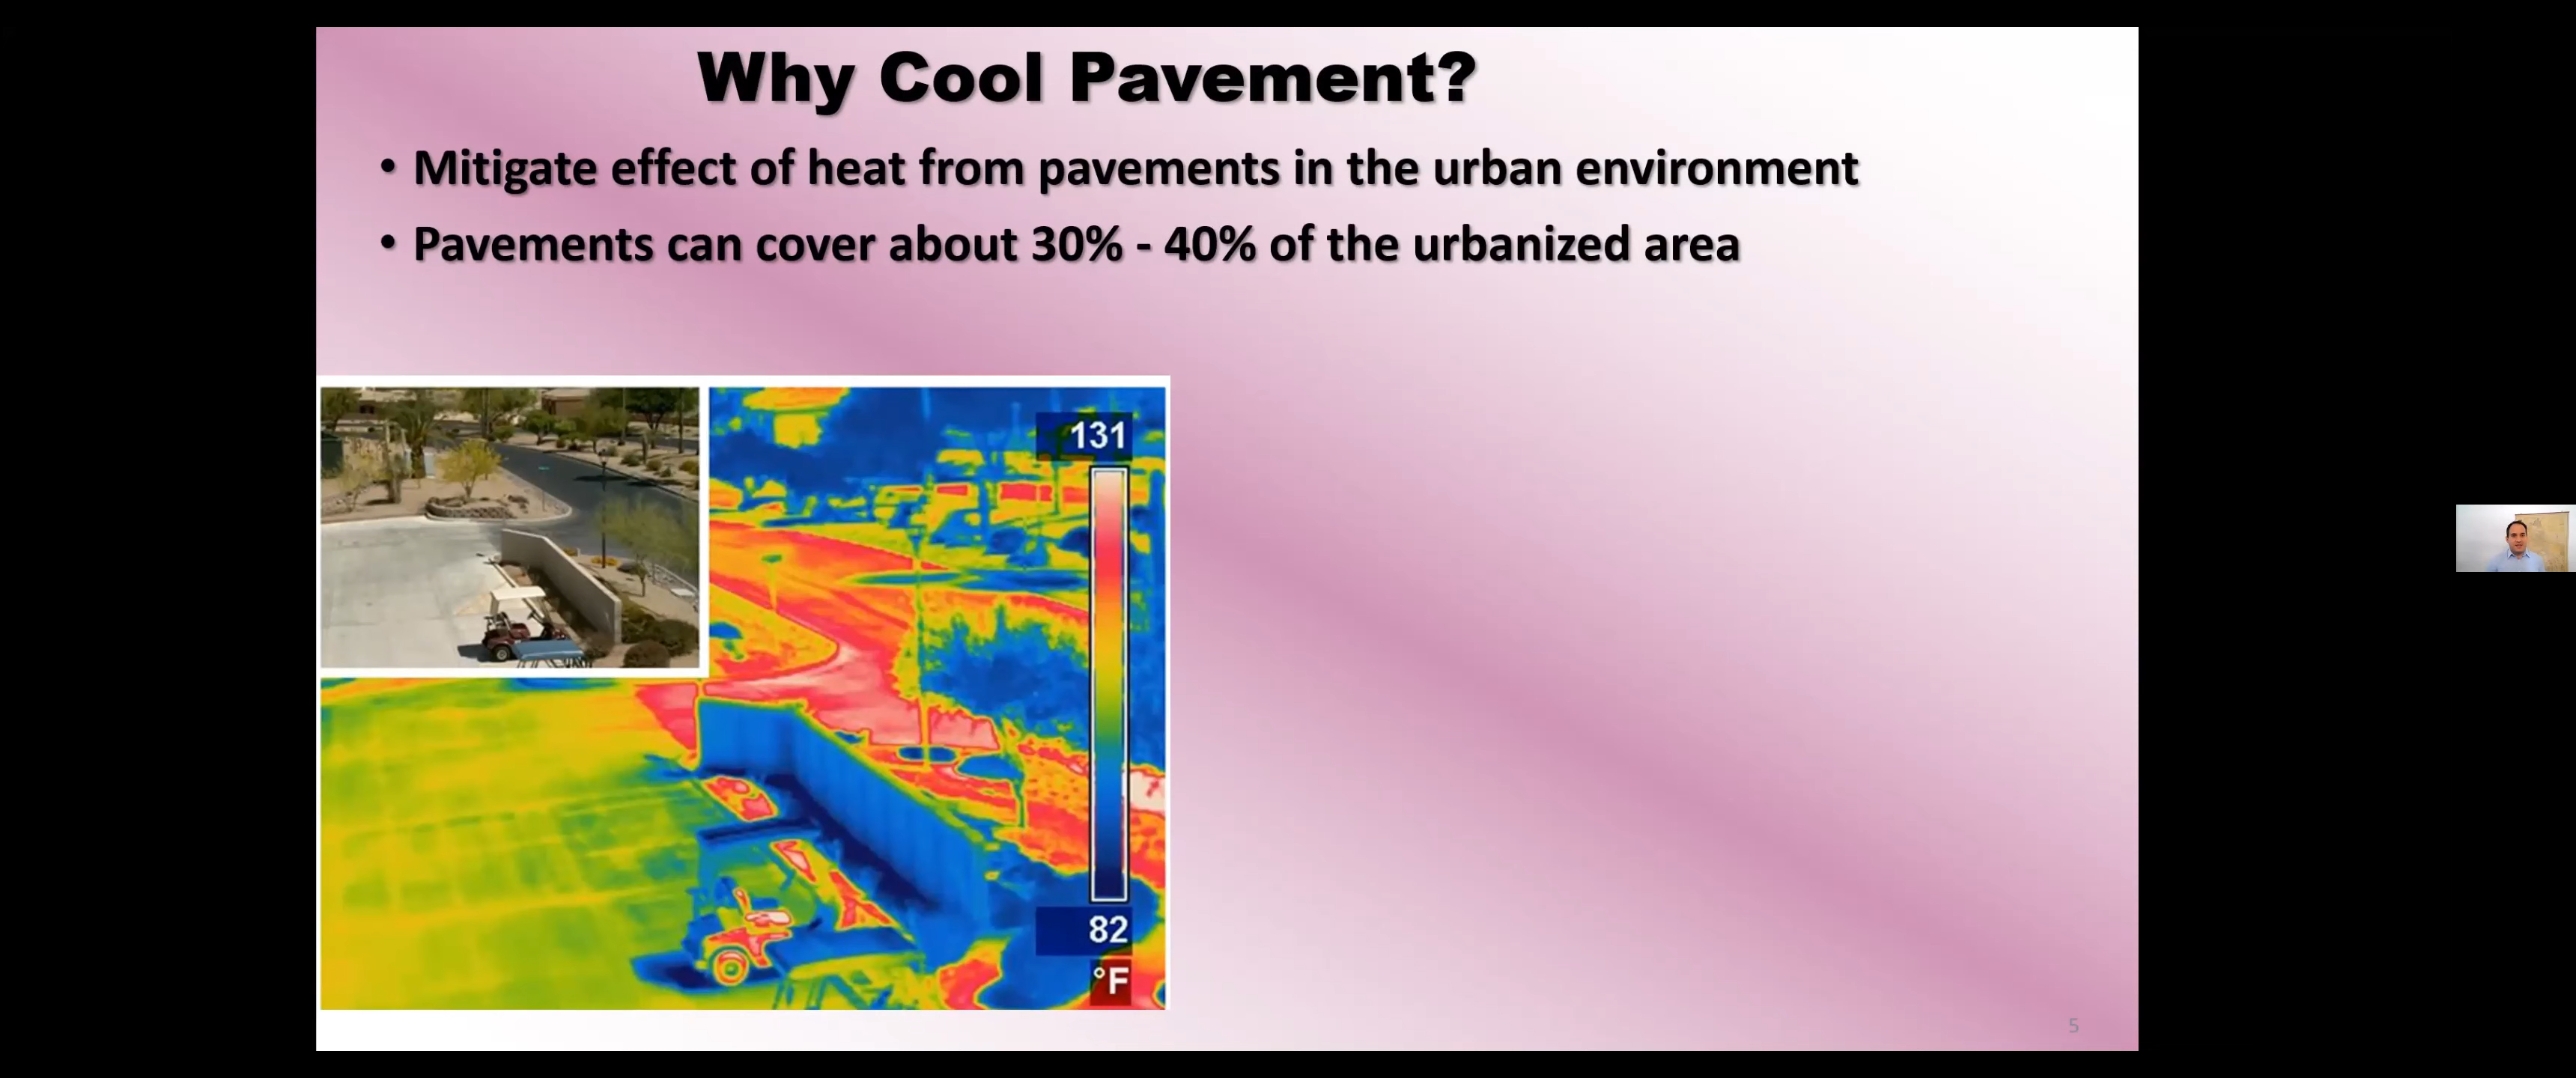 Why Cool Pavement?
• Mitigate effect of heat from pavements in the urban environment
• Pavements can cover about 30% - 40% of the urbanized area
131
82
°F
5